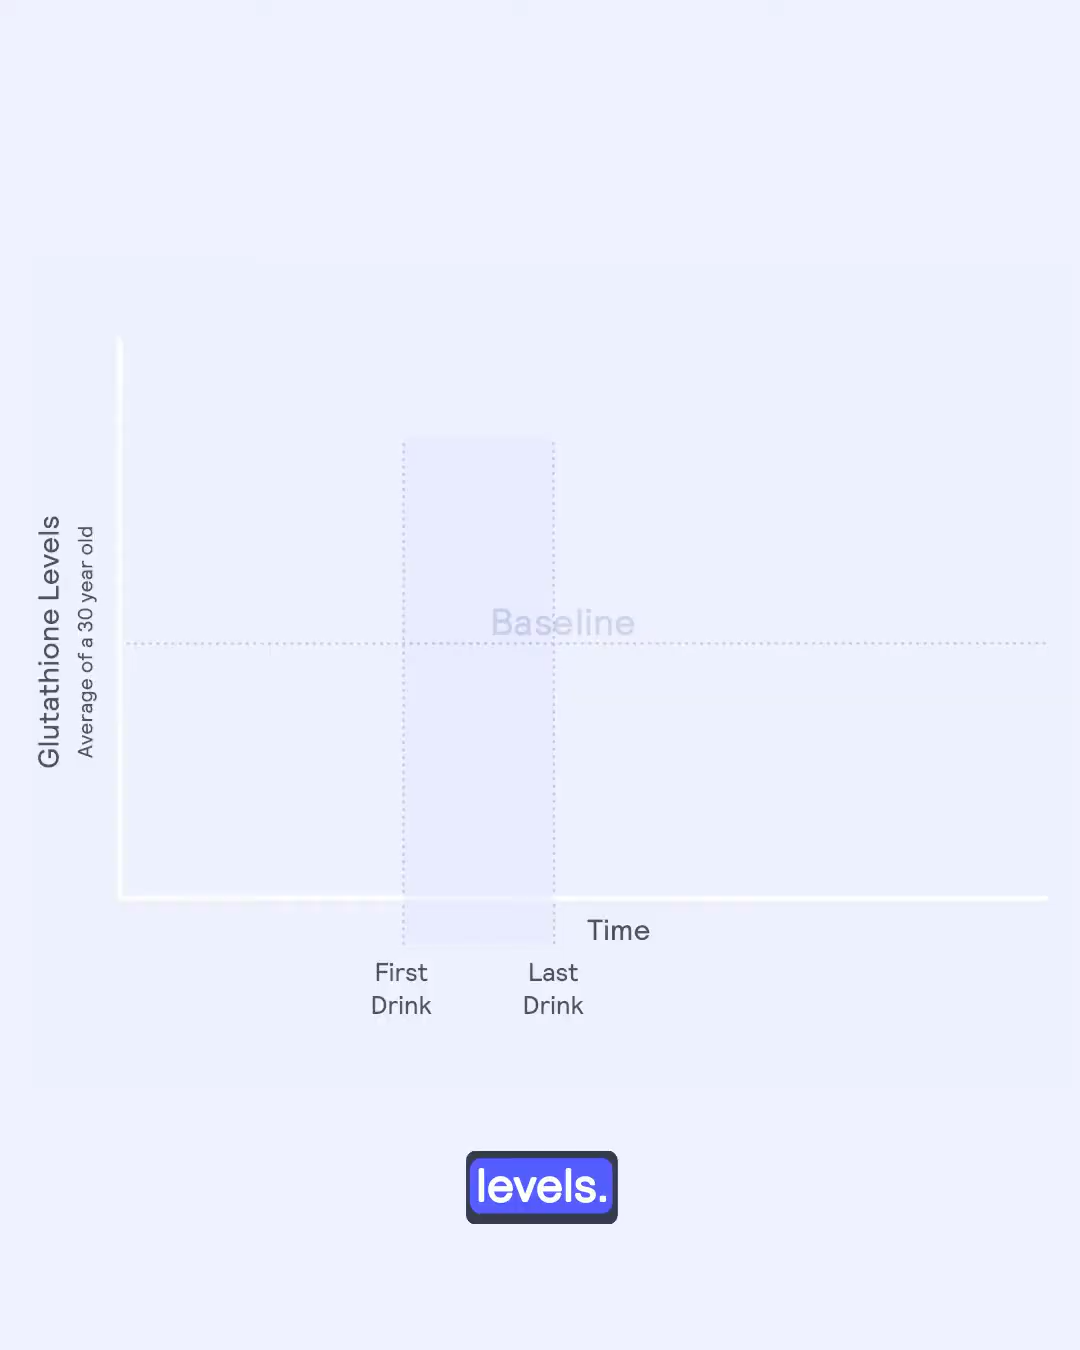 Glutathione Levels
Average of a 30 year old
Baseline
Time
First
Drink
Last
Drink
levels.